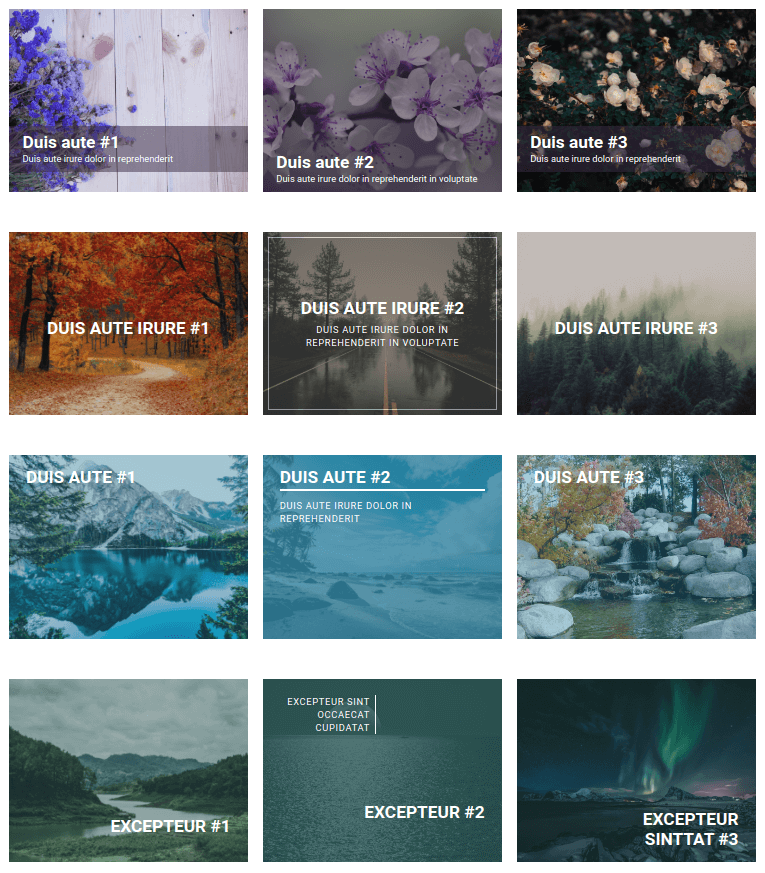 Duis aute #1
Duis aute irure dolor in reprehenderit
Duis aute #2
Duis aute irure dolor in reprehenderit in voluptate
Duis aute #3
Duis aute irure dolor in reprehenderit
DUIS AUTE IRURE #1
DUIS AUTE IRURE #2
DUIS AUTE IRURE DOLOR IN
REPREHENDERIT IN VOLUPTATE
DUIS AUTE IRURE #3
DUIS AUTE #1
DUIS AUTE #2
DUIS AUTE IRURE DOLOR IN
REPREHENDERIT
DUIS AUTE #3
EXCEPTEUR #1
EXCEPTEUR SINT
OCCAECAT
CUPIDATAT
EXCEPTEUR #2
EXCEPTEUR
SINTTAT #3